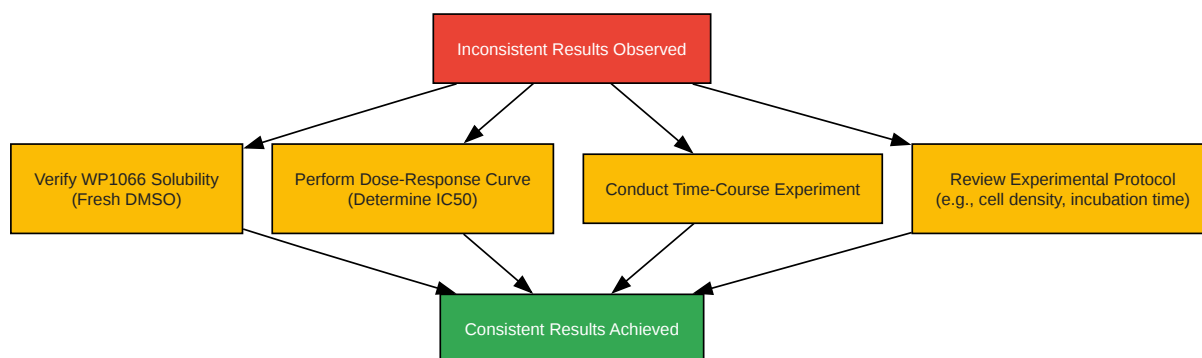 Inconsistent Results Observed
Verify WP1066 Solubility
(Fresh DMSO)
Perform Dose-Response Curve
(Determine IC50)
Conduct Time-Course Experiment
Review Experimental Protocol
(e.g., cell density, incubation time)
Consistent Results Achieved